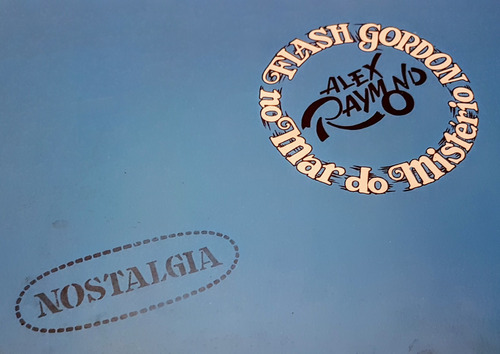 FLASH GORDON
no Mar do Mistério
ALEX
RAYMOND
NOSTALGIA